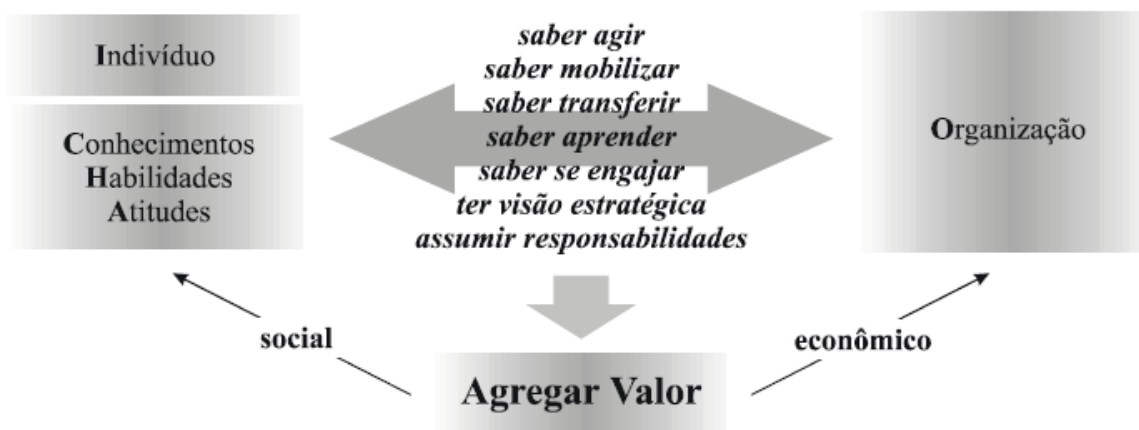 Indivíduo
Conhecimentos
Habilidades
Atitudes
saber agir
saber mobilizar
saber transferir
saber aprender
saber se engajar
ter visão estratégica
assumir responsabilidades
Organização
social
econômico
Agregar Valor